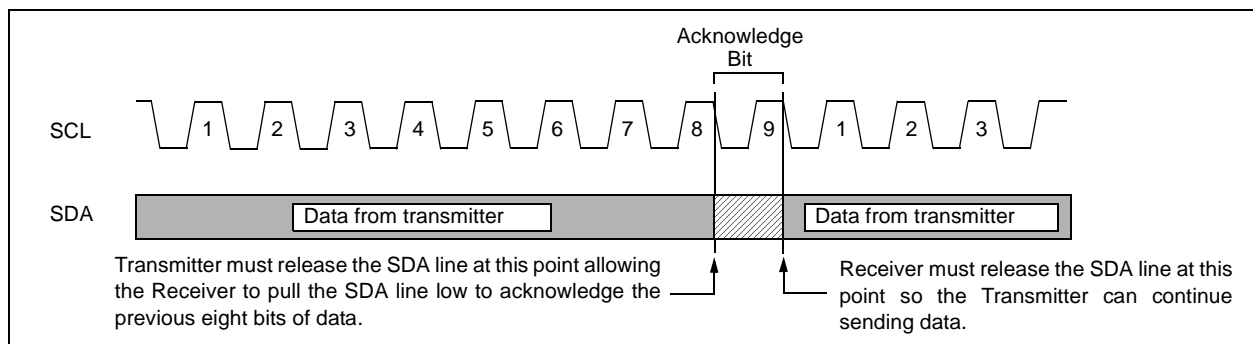 Acknowledge
Bit
SCL
1 2 3 4 5 6 7 8 9 1 2 3
SDA
Data from transmitter
Data from transmitter
Transmitter must release the SDA line at this point allowing
the Receiver to pull the SDA line low to acknowledge the
previous eight bits of data.
Receiver must release the SDA line at this
point so the Transmitter can continue
sending data.